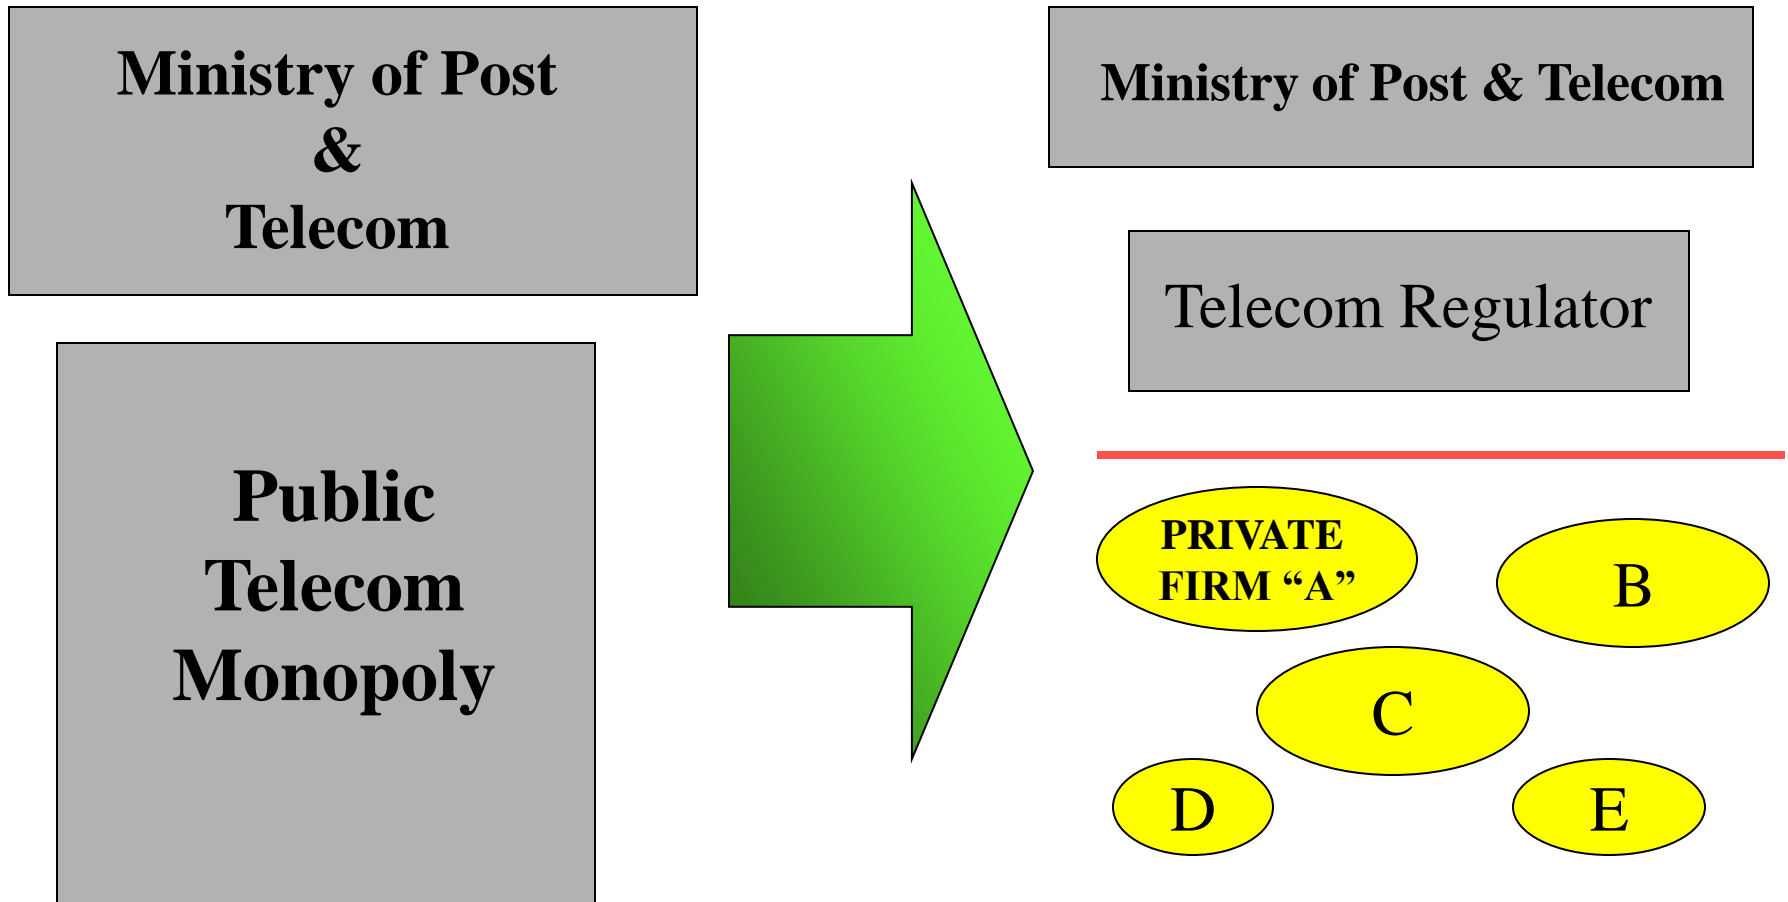 Ministry of Post
&
Telecom
Public
Telecom
Monopoly
Ministry of Post & Telecom
Telecom Regulator
PRIVATE
FIRM “A”
B
C
D
E